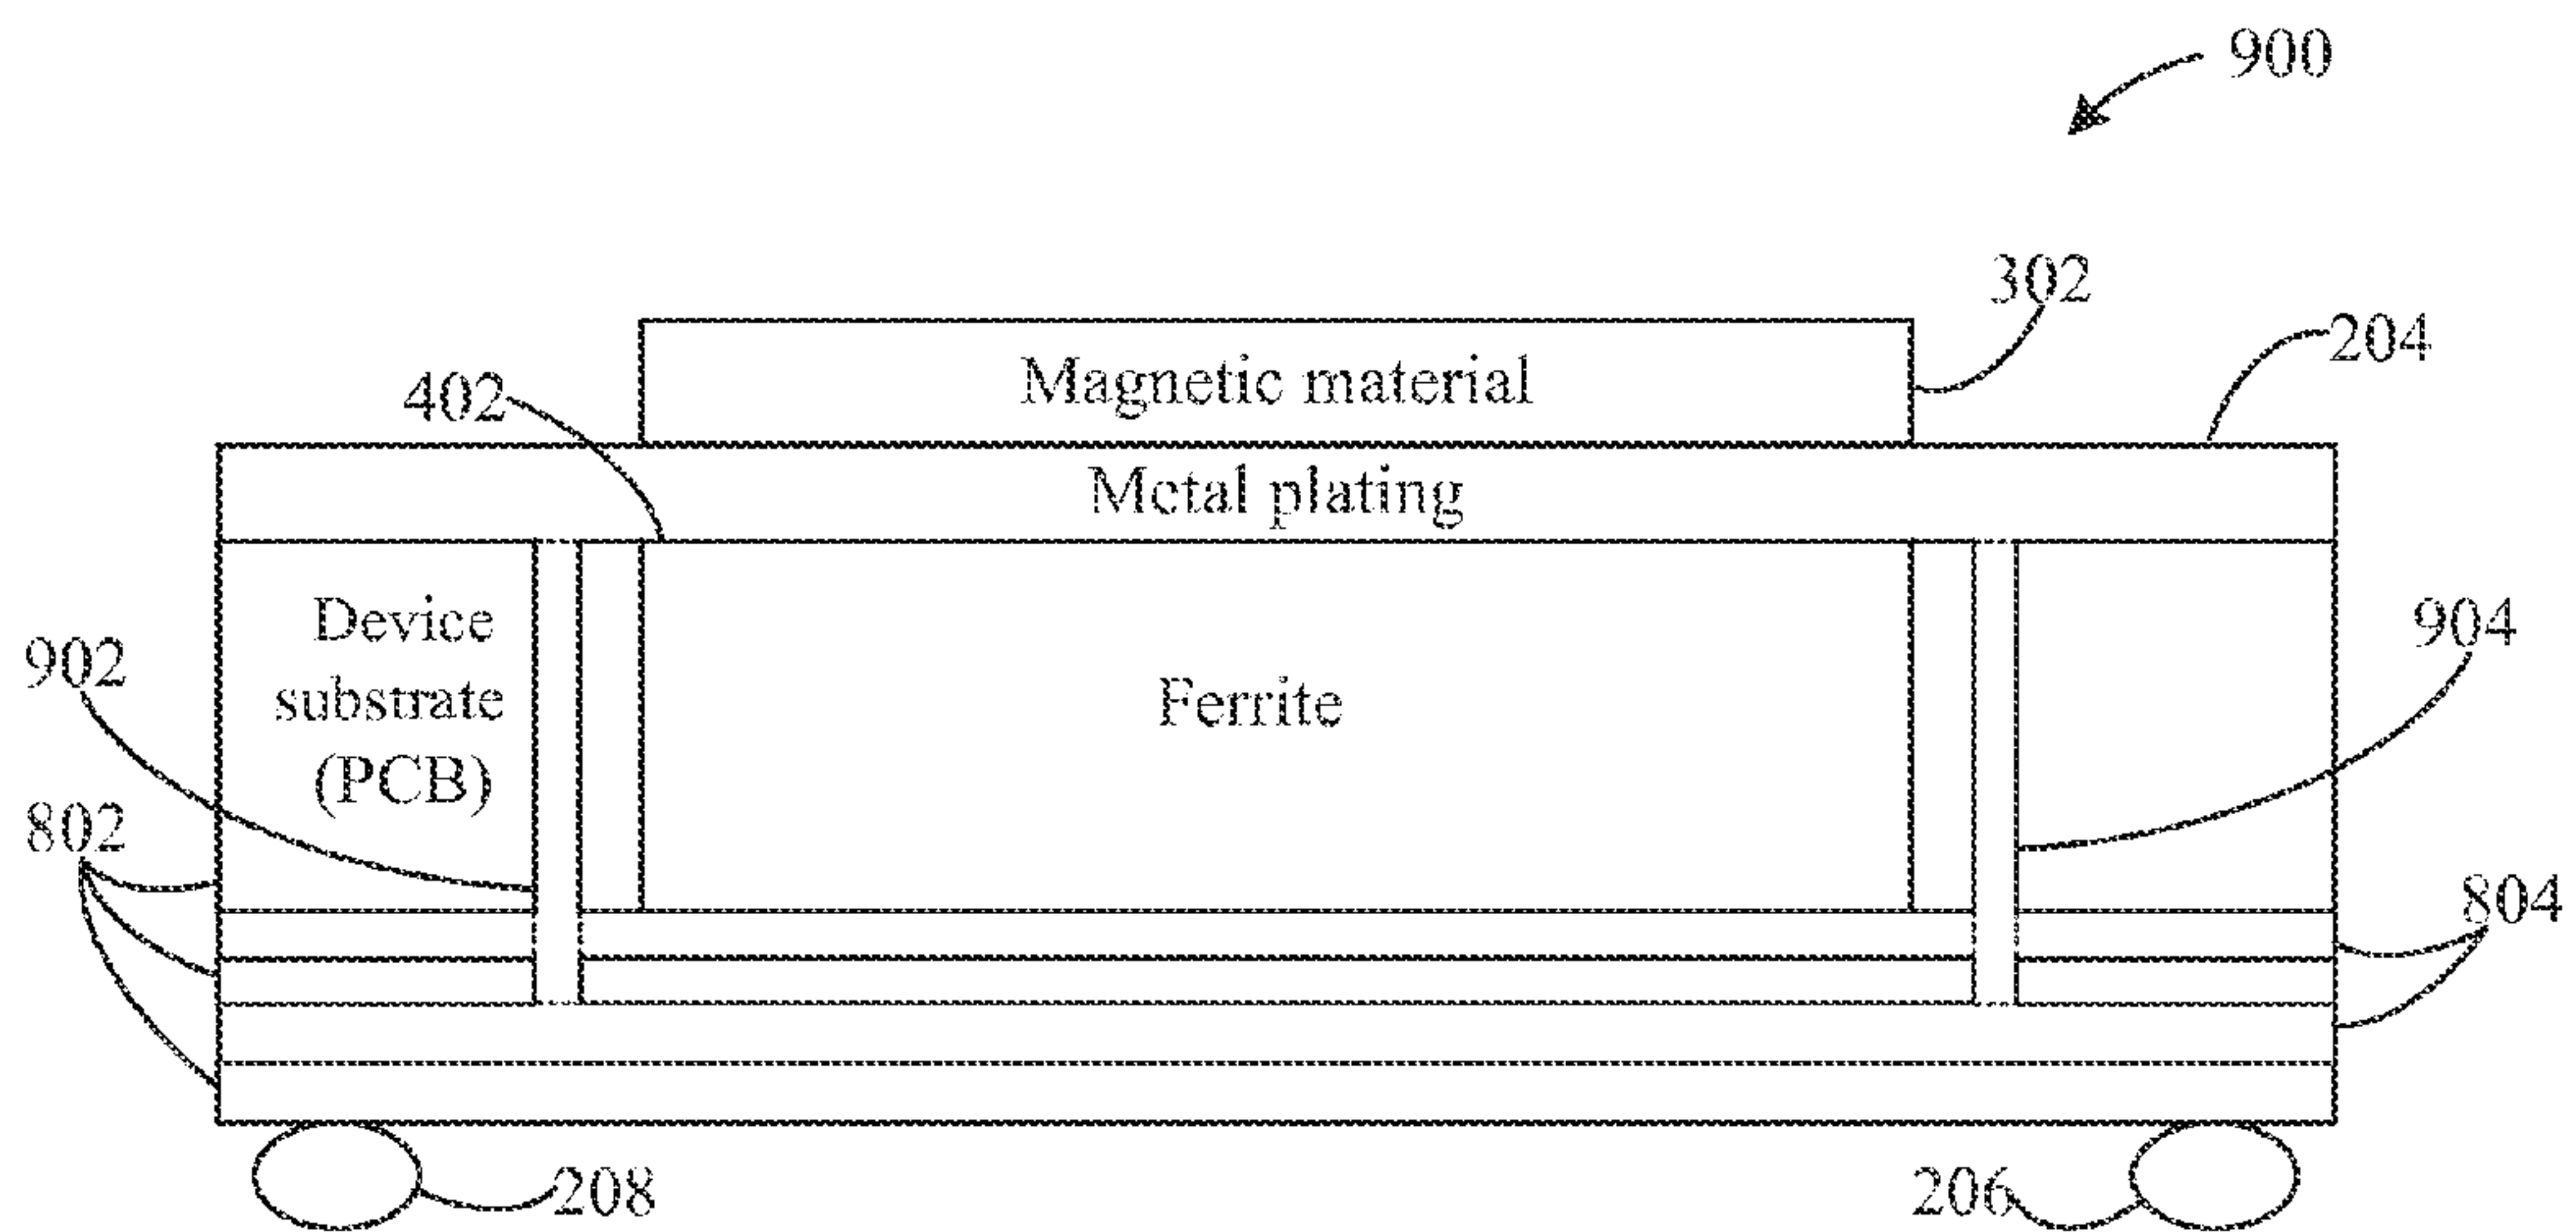 900
302
204
Magnetic material
402
Metal plating
Device
substrate
(PCB)
Ferrite
902
904
802
804
208
206